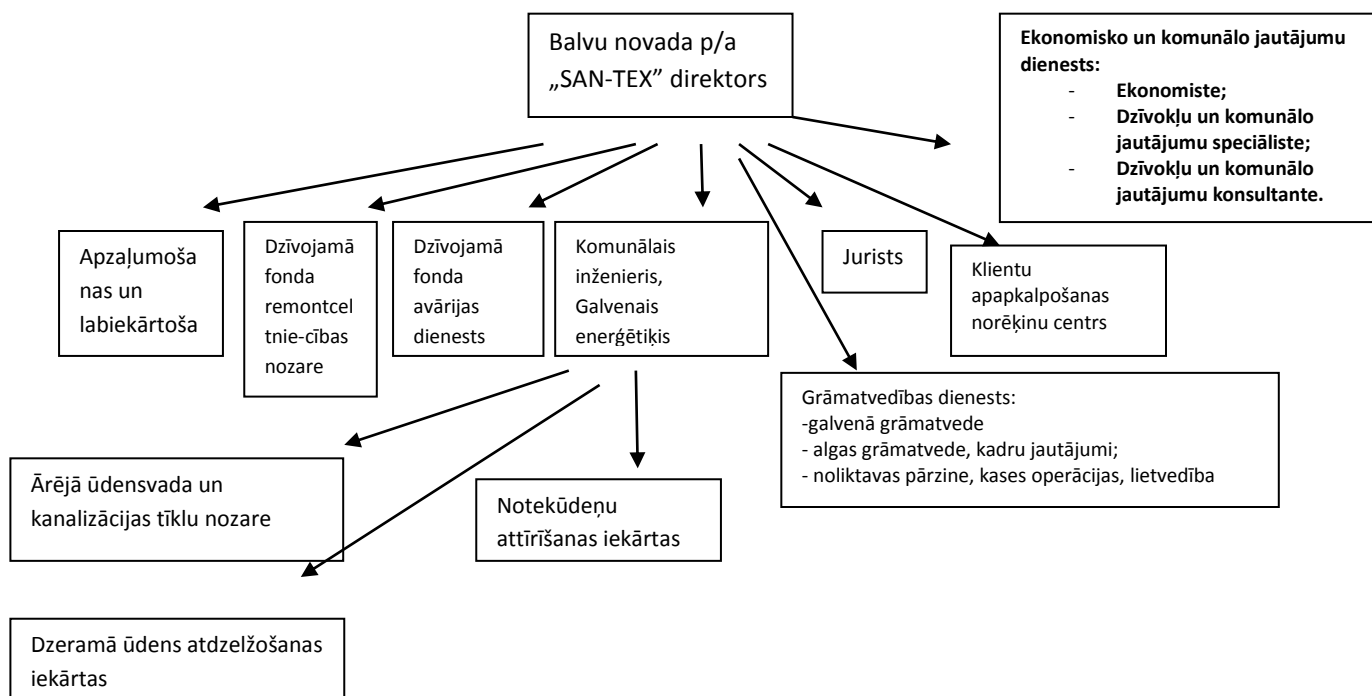 Balvu novada p/a
„SAN-TEX” direktors
Ekonomisko un komunālo jautājumu
dienests:
- Ekonomiste;
- Dzīvokļu un komunālo
jautājumu speciāliste;
- Dzīvokļu un komunālo
jautājumu konsultante.
Apzaļumoša
nas un
labiekārtoša
Dzīvojamā
fonda
remontcel
tnie-cības
nozare
Dzīvojamā
fonda
avārijas
dienests
Komunālais
inženieris,
Galvenais
enerģētiķis
Jurists
Klientu
apapkalpošanas
norēķinu centrs
Grāmatvedības dienests:
-galvenā grāmatvede
- algas grāmatvede, kadru jautājumi;
- noliktavas pārzine, kases operācijas, lietvedība
Ārējā ūdensvada un
kanalizācijas tīklu nozare
Notekūdeņu
attīrīšanas iekārtas
Dzeramā ūdens atdzelžošanas
iekārtas